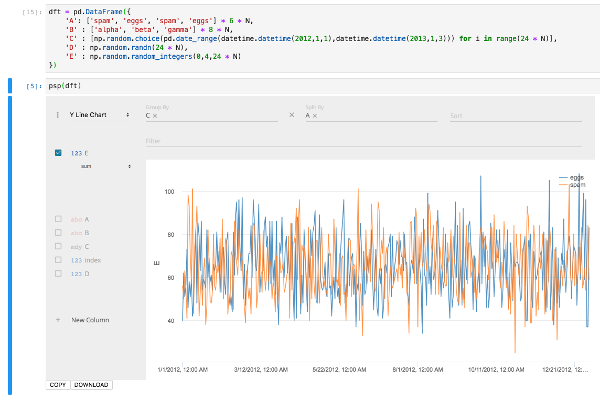 [15]: dft = pd.DataFrame({
'A': ['spam', 'eggs', 'spam', 'eggs'] * 6 * N,
'B' : ['alpha', 'beta', 'gamma'] * 8 * N,
'C' : [np.random.choice(pd.date_range(datetime.datetime(2012,1,1),datetime.datetime(2013,1,3))) for i in range(24 * N)],
'D' : np.random.randn(24 * N),
'E' : np.random.random_integers(0,4,24 * N)
})
[5]: psp(dft)
Y Line Chart
Group By
C ×
Split By
A ×
Sort
Filter
123 E
sum
abc A
abc B
C
123 index
123 D
+ New Column
eggs
spam
E
100
80
60
40
1/1/2012, 12:00 AM
3/12/2012, 12:00 AM
5/22/2012, 12:00 AM
8/1/2012, 12:00 AM
10/11/2012, 12:00 AM
12/21/2012, 12:...
COPY
DOWNLOAD